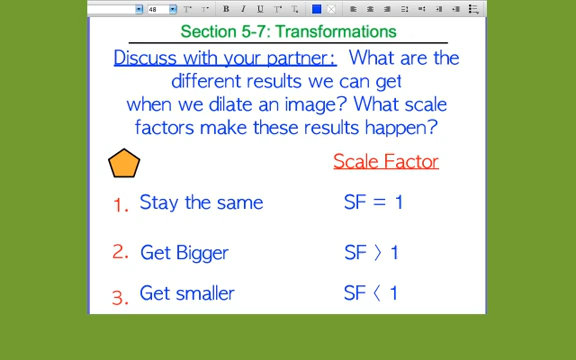 48
B I U T T
Section 5-7: Transformations
Discuss with your partner: What are the
different results we can get
when we dilate an image? What scale
factors make these results happen?
Scale Factor
1. Stay the same SF = 1
2. Get Bigger SF > 1
3. Get smaller SF < 1